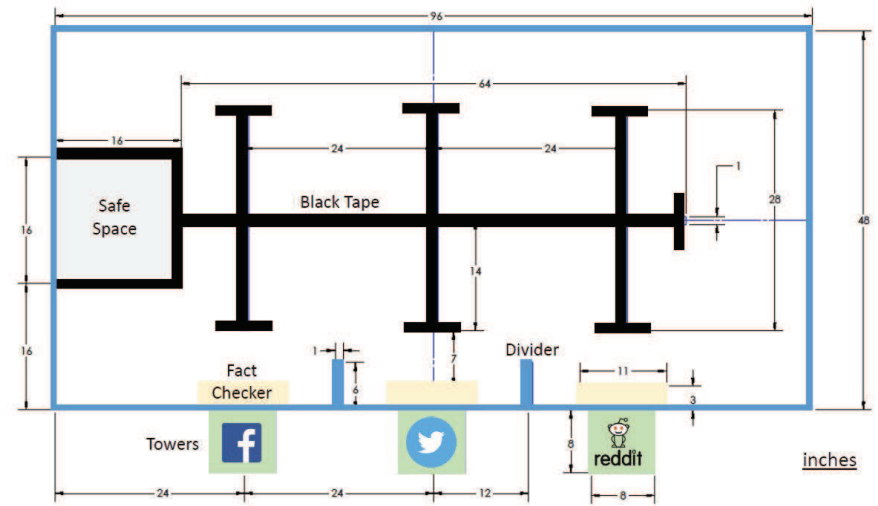 96
64
16
24
24
1
Safe
Space
Black Tape
28
48
16
14
16
1
Fact
Checker
6
7
Divider
11
3
Towers
f
reddit
8
inches
24
24
12
8